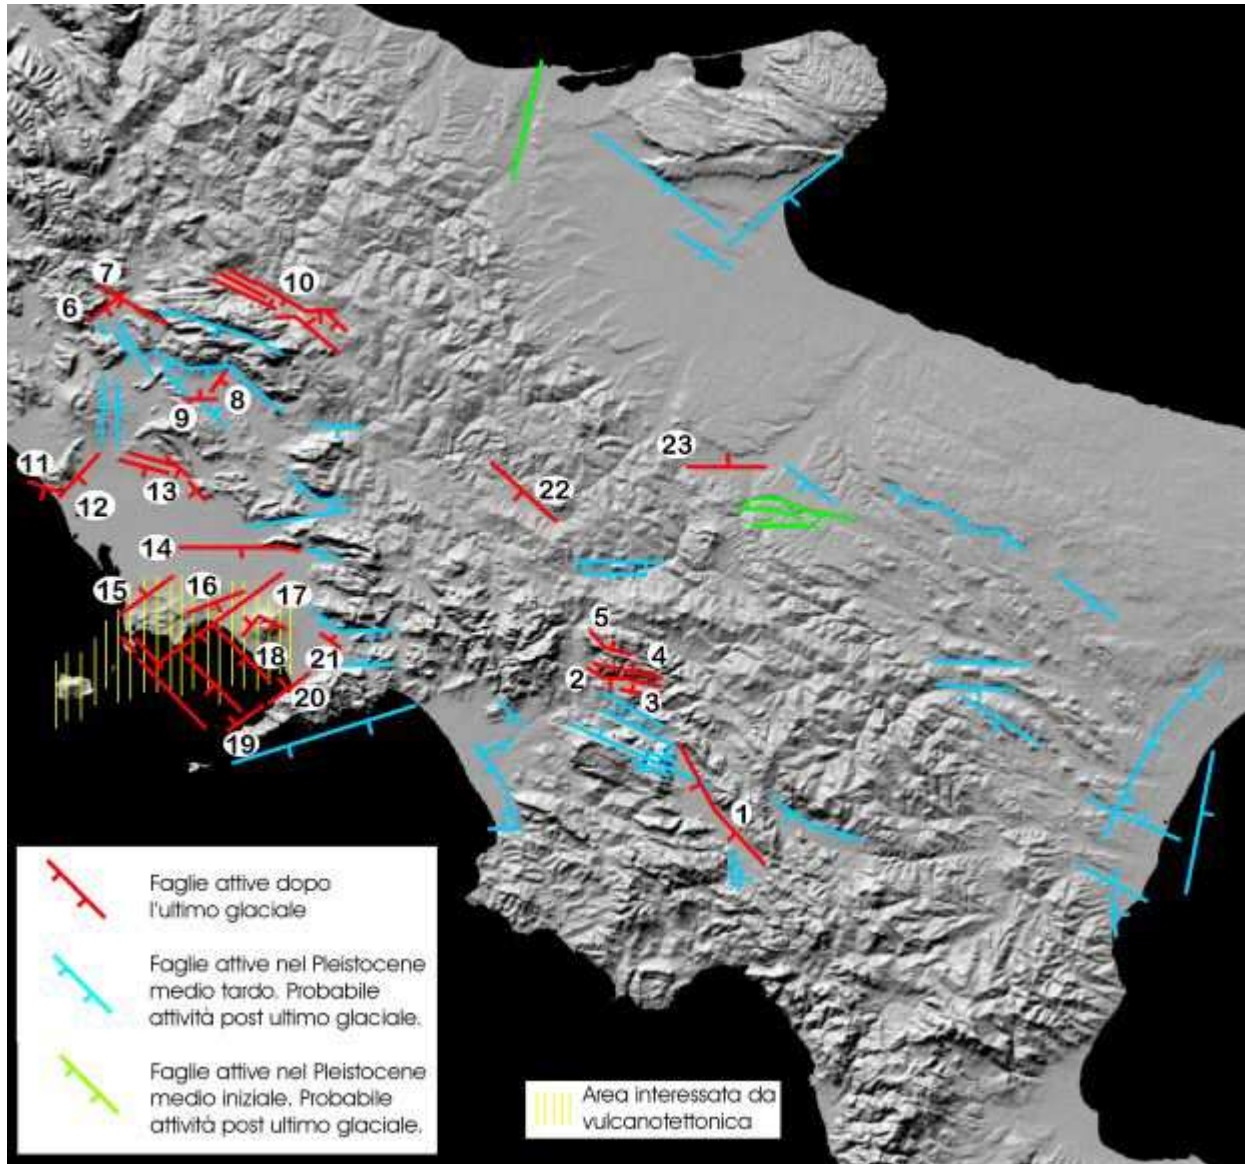 7
10
6
8
9
23
11
13
22
12
14
15
16
17
5
18
21
4
2
20
3
19
1
Faglie attive dopo
l'ultimo glaciale
Faglie attive nel Pleistocene
medio tardo. Probabile
attività post ultimo glaciale.
Faglie attive nel Pleistocene
medio iniziale. Probabile
attività post ultimo glaciale.
Area interessata da
vulcanotettonica